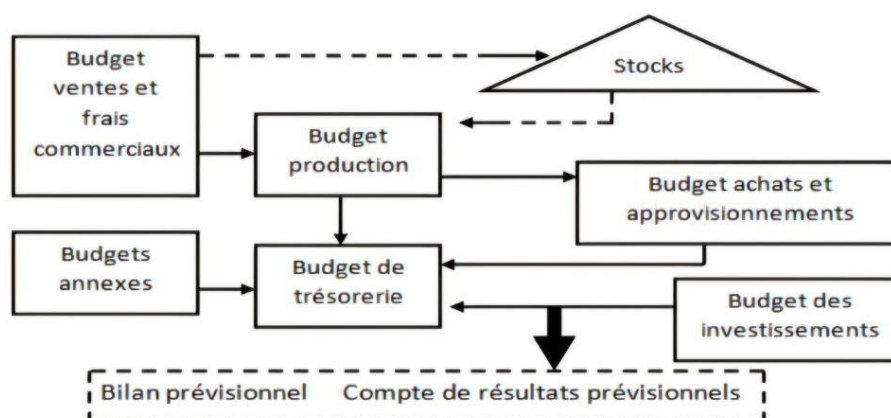 Budget
ventes et
frais
commerciaux
Stocks
Budget
production
Budget achats et
approvisionnements
Budgets
annexes
Budget de
trésorerie
Budget des
investissements
Bilan prévisionnel Compte de résultats prévisionnels